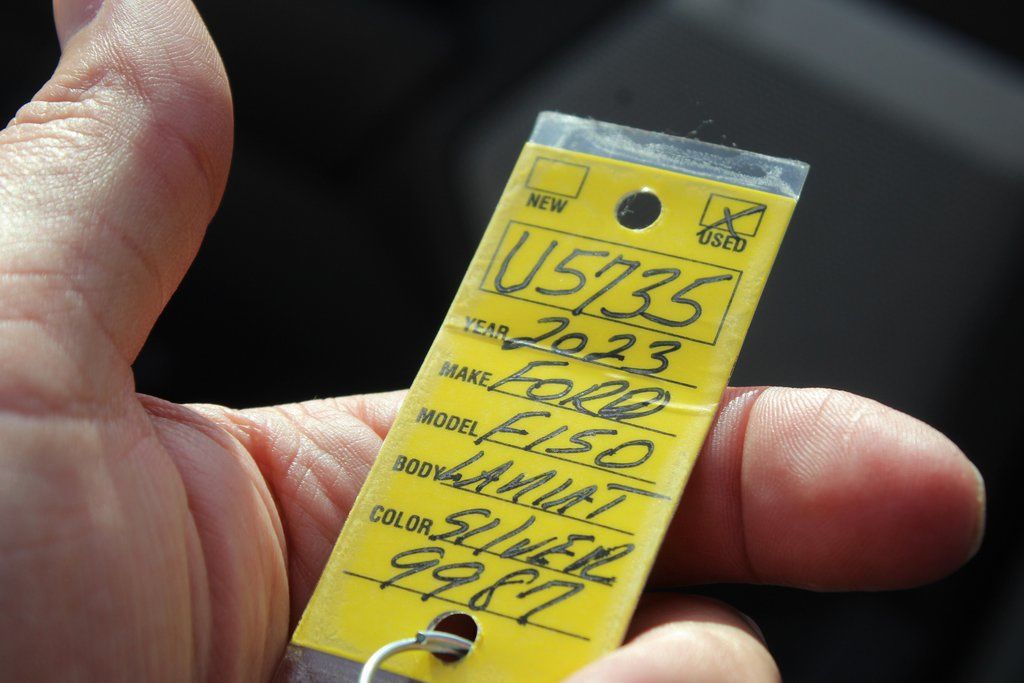 NEW USED
U5735
YEAR 2023
MAKE FORD
MODEL F150
BODY LARIAT
COLOR SILVER
9987